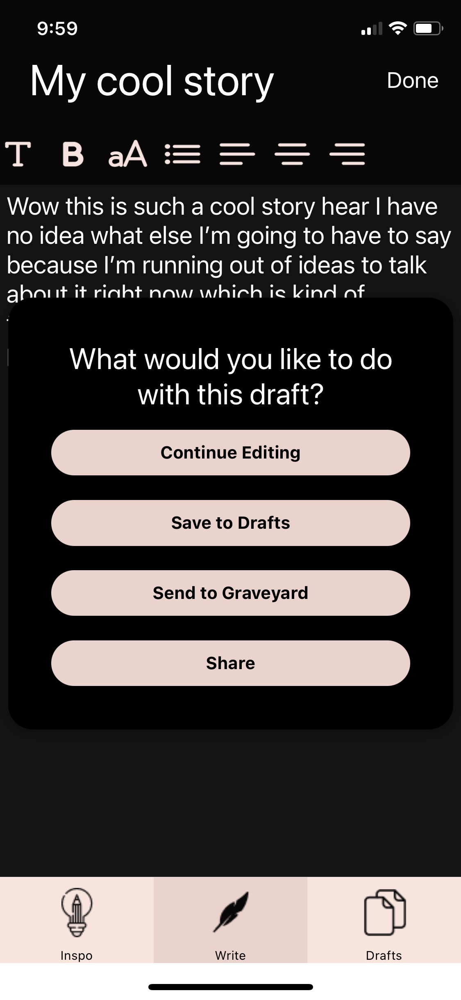 9:59
My cool story
Done
T B aA
Wow this is such a cool story hear I have
no idea what else I’m going to have to say
because I’m running out of ideas to talk
about it right now which is kind of
What would you like to do
with this draft?
Continue Editing
Save to Drafts
Send to Graveyard
Share
Inspo
Write
Drafts